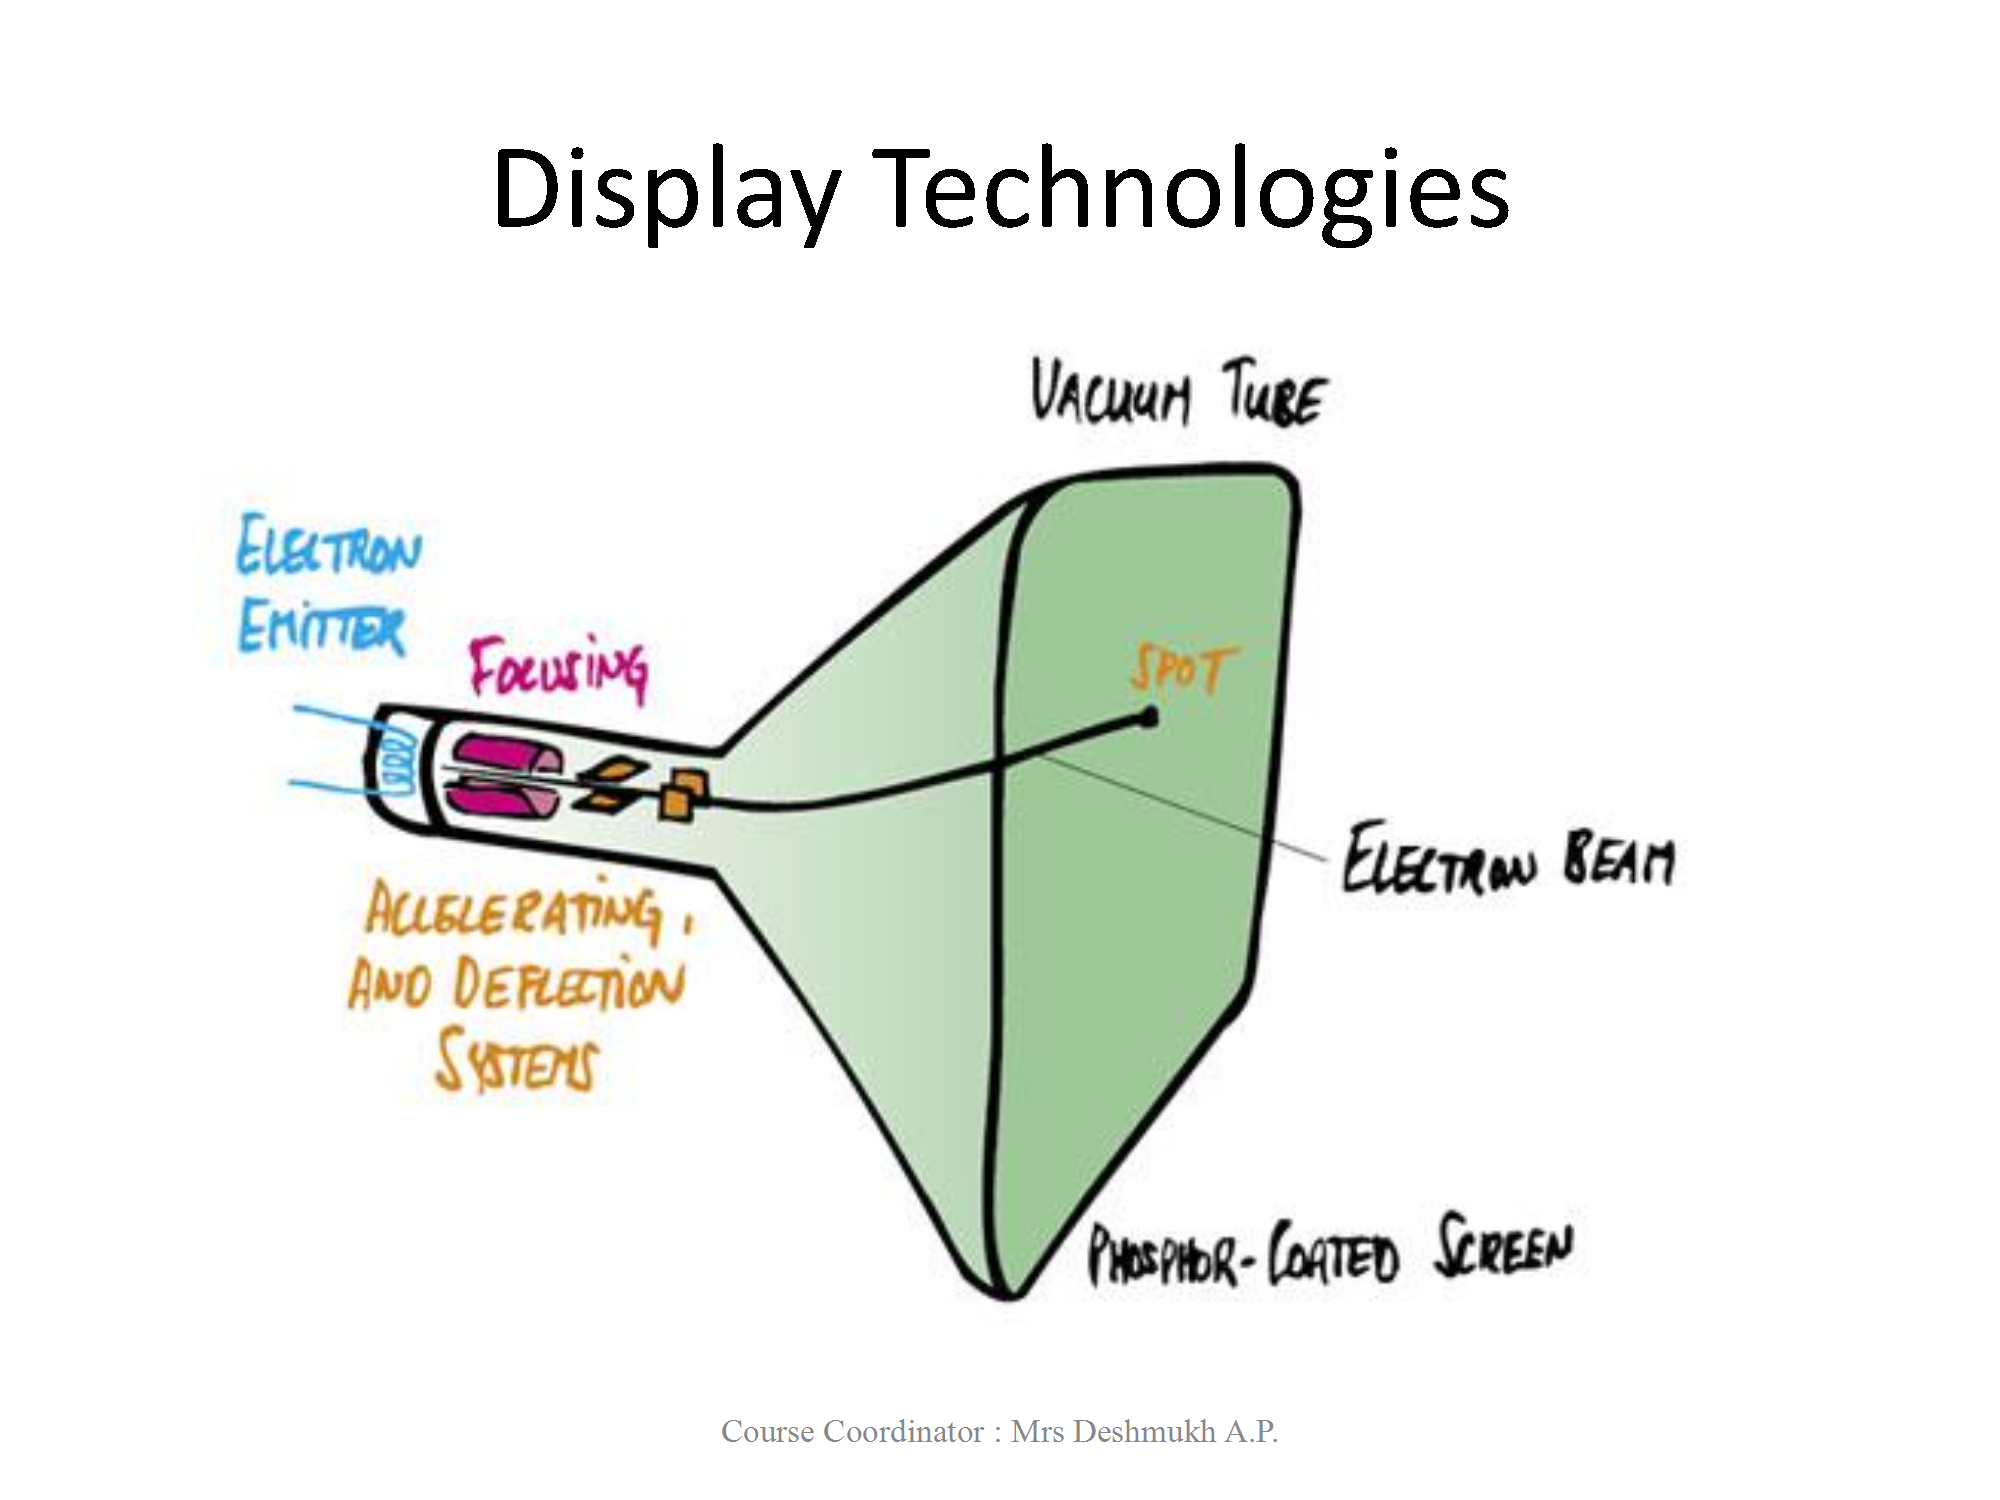 Display Technologies
VACUUM TUBE
ELECTRON
EMITTER
FOCUSING
SPOT
ELECTRON BEAM
ACCELERATING,
AND DEFLECTION
SYSTEMS
PHOSPHOR-COATED SCREEN
Course Coordinator : Mrs Deshmukh A.P.